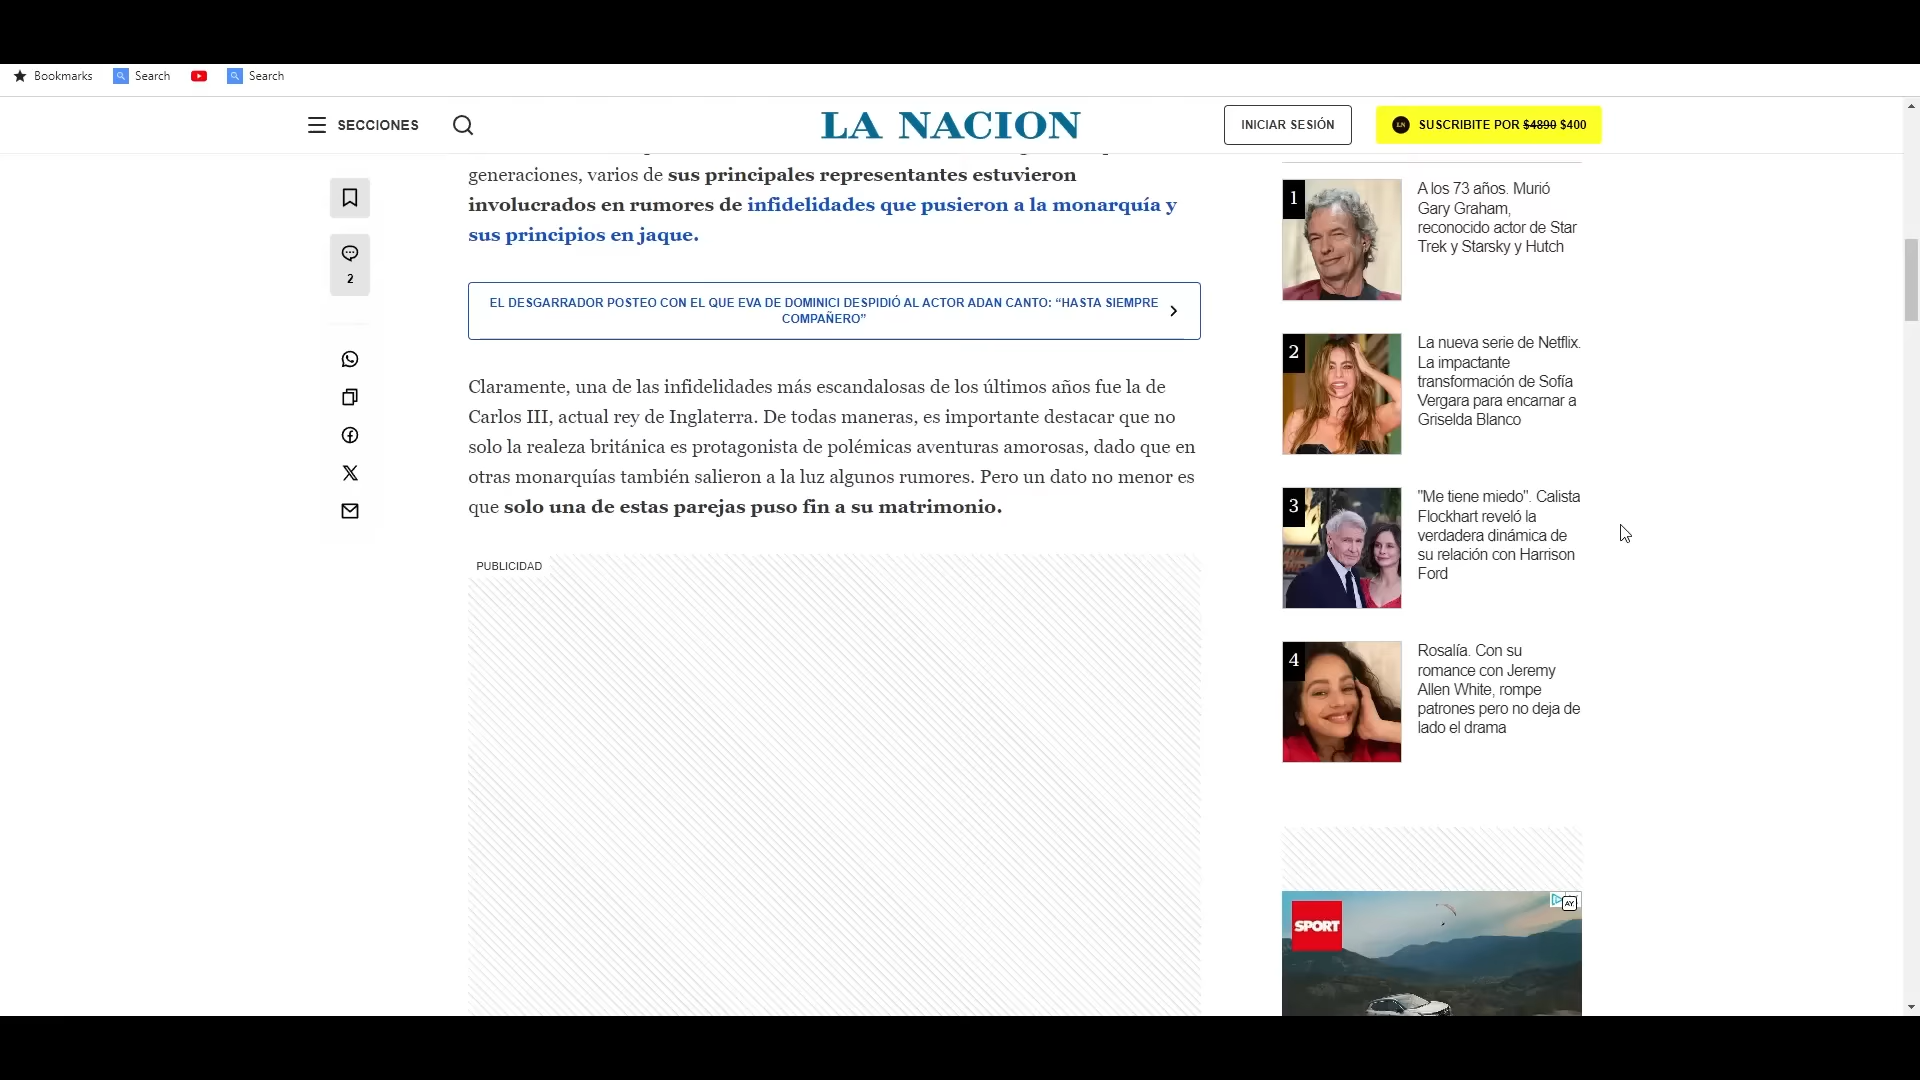 Bookmarks
Search
Search
SECCIONES
LA NACION
INICIAR SESIÓN
LN
SUSCRIBITE POR $4890 $400
generaciones, varios de sus principales representantes estuvieron
involucrados en rumores de infidelidades que pusieron a la monarquía y
sus principios en jaque.
2
EL DESGARRADOR POSTEO CON EL QUE EVA DE DOMINICI DESPIDIÓ AL ACTOR ADAN CANTO: “HASTA SIEMPRE
COMPAÑERO”
Claramente, una de las infidelidades más escandalosas de los últimos años fue la de
Carlos III, actual rey de Inglaterra. De todas maneras, es importante destacar que no
solo la realeza británica es protagonista de polémicas aventuras amorosas, dado que en
otras monarquías también salieron a la luz algunos rumores. Pero un dato no menor es
que solo una de estas parejas puso fin a su matrimonio.
PUBLICIDAD
1
A los 73 años. Murió
Gary Graham,
reconocido actor de Star
Trek y Starsky y Hutch
2
La nueva serie de Netflix.
La impactante
transformación de Sofía
Vergara para encarnar a
Griselda Blanco
3
"Me tiene miedo". Calista
Flockhart reveló la
verdadera dinámica de
su relación con Harrison
Ford
4
Rosalía. Con su
romance con Jeremy
Allen White, rompe
patrones pero no deja de
lado el drama
SPORT
AY